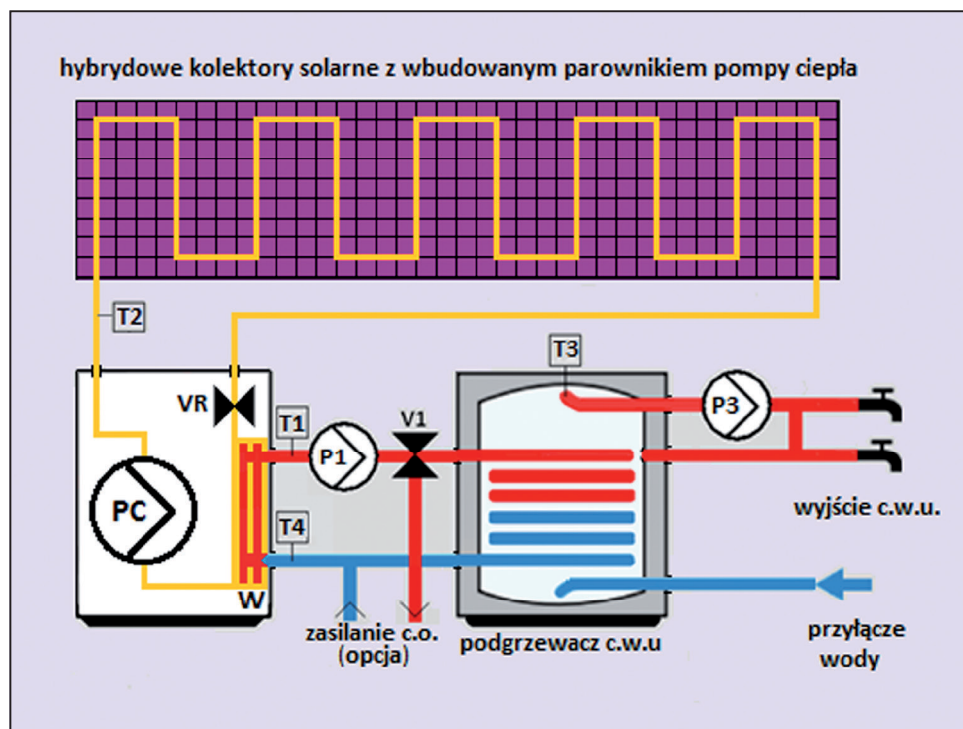 hybrydowe kolektory solarne z wbudowanym parownikiem pompy ciepła
T2
T3
VR
T1
P1
V1
P3
PC
T4
W
wyjście c.w.u.
zasilanie c.o.
(opcja)
podgrzewacz c.w.u
przyłącze
wody